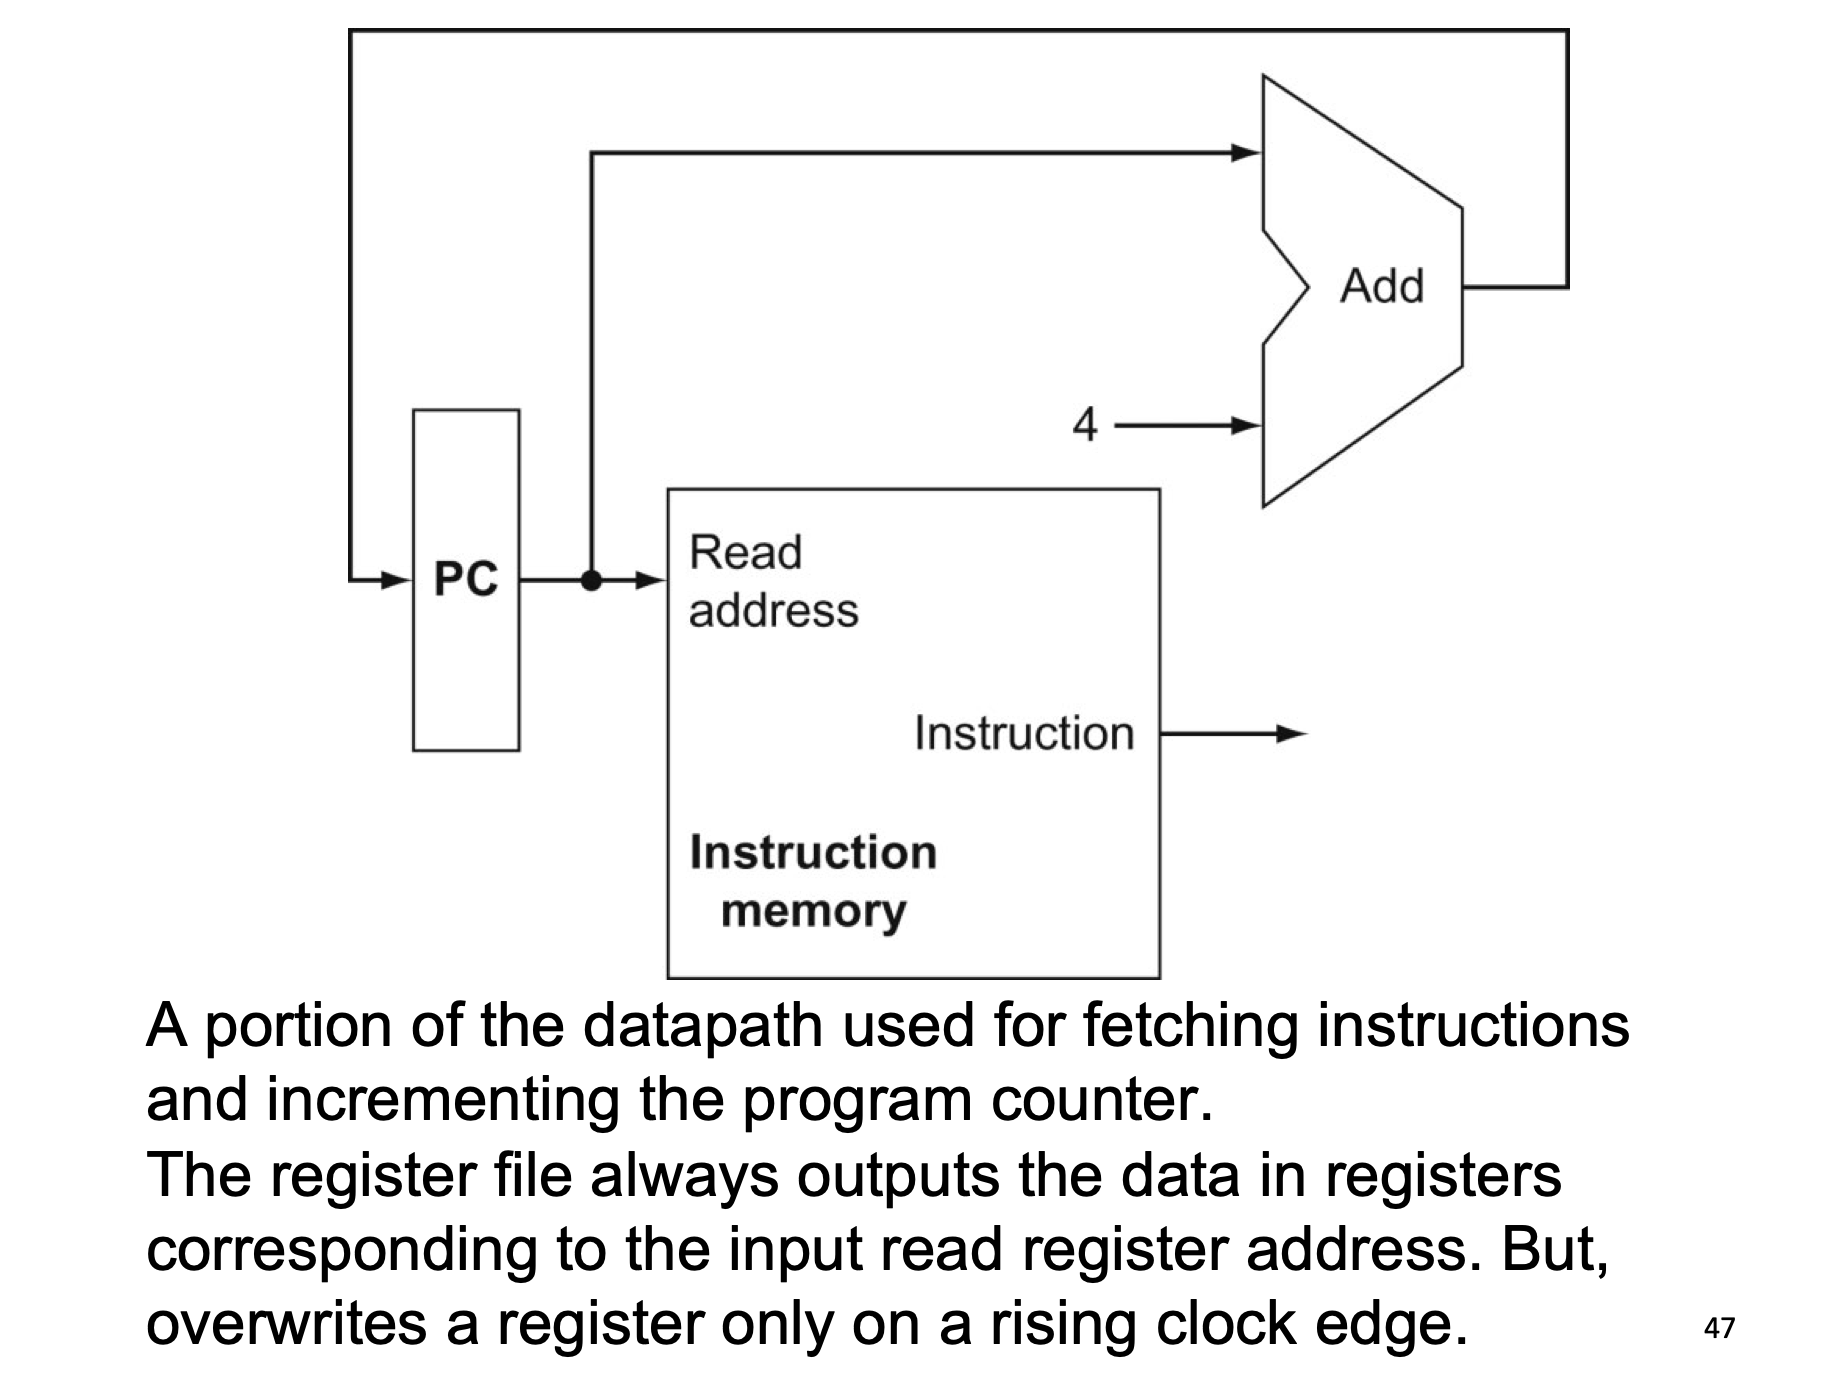 Add
4
PC
Read
address
Instruction
Instruction
memory
A portion of the datapath used for fetching instructions
and incrementing the program counter.
The register file always outputs the data in registers
corresponding to the input read register address. But,
overwrites a register only on a rising clock edge.
47